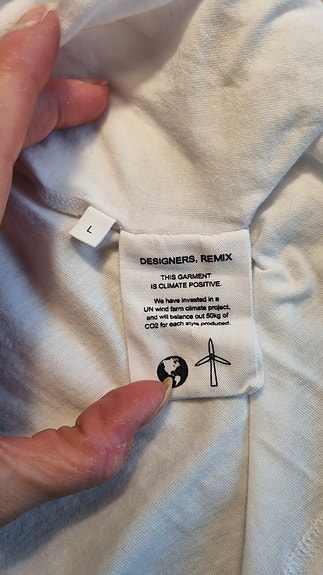 L
DESIGNERS, REMIX
THIS GARMENT
IS CLIMATE POSITIVE.
We have invested in a
UN wind farm climate project,
and will balance out 50kg of
CO2 for each style produced.